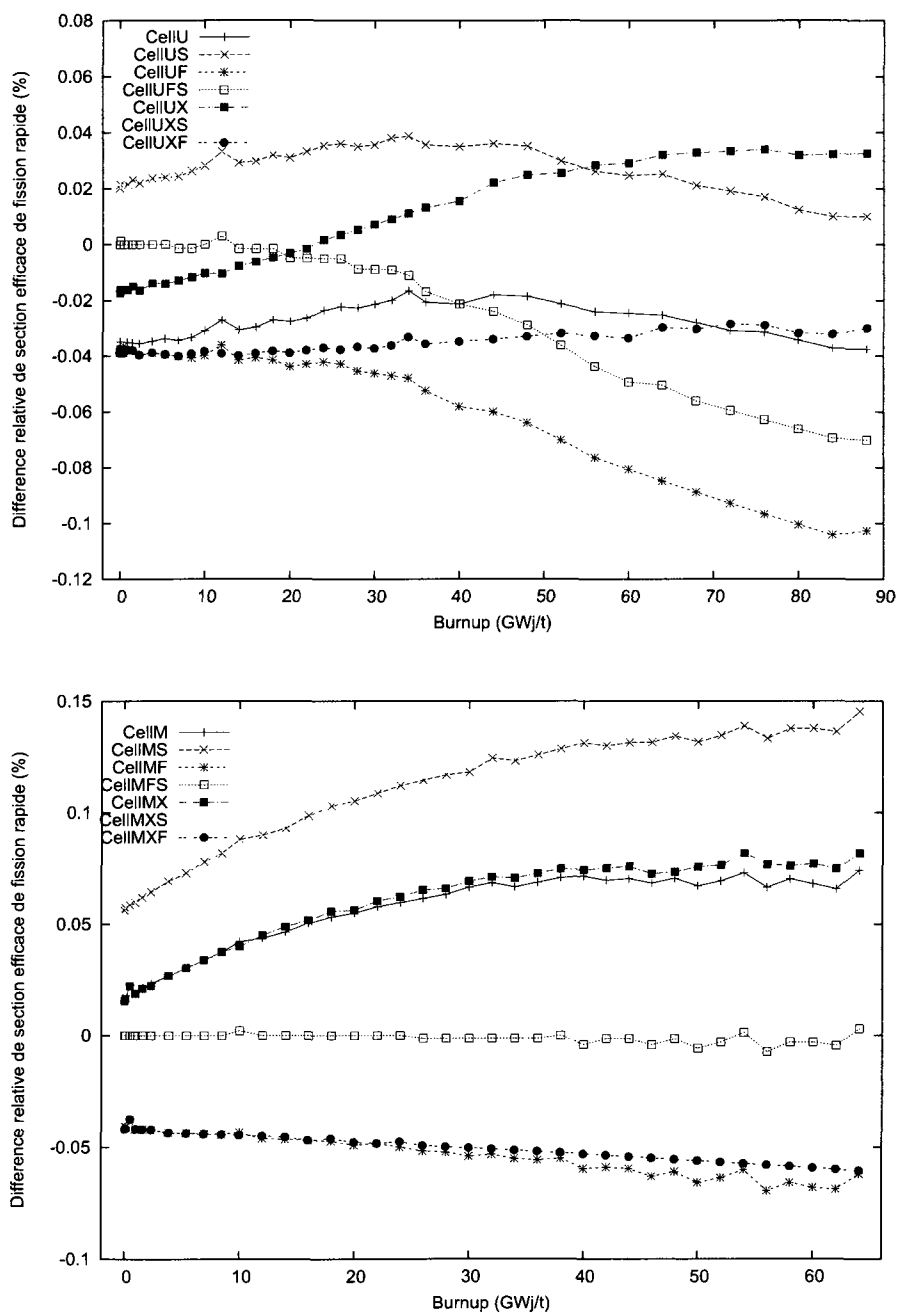 0.08
0.06
0.04
0.02
0
-0.02
-0.04
-0.06
-0.08
-0.1
-0.12
CellU
CellUS
CellUF
CellUFS
CellUX
CellUXS
CellUXF
Difference relative de section efficace de fission rapide (%)
0 10 20 30 40 50 60 70 80 90
Burnup (GWj/t)
0.15
0.1
0.05
0
-0.05
-0.1
CellM
CellMS
CellMF
CellMFS
CellMX
CellMXS
CellMXF
Difference relative de section efficace de fission rapide (%)
0 10 20 30 40 50 60
Burnup (GWj/t)